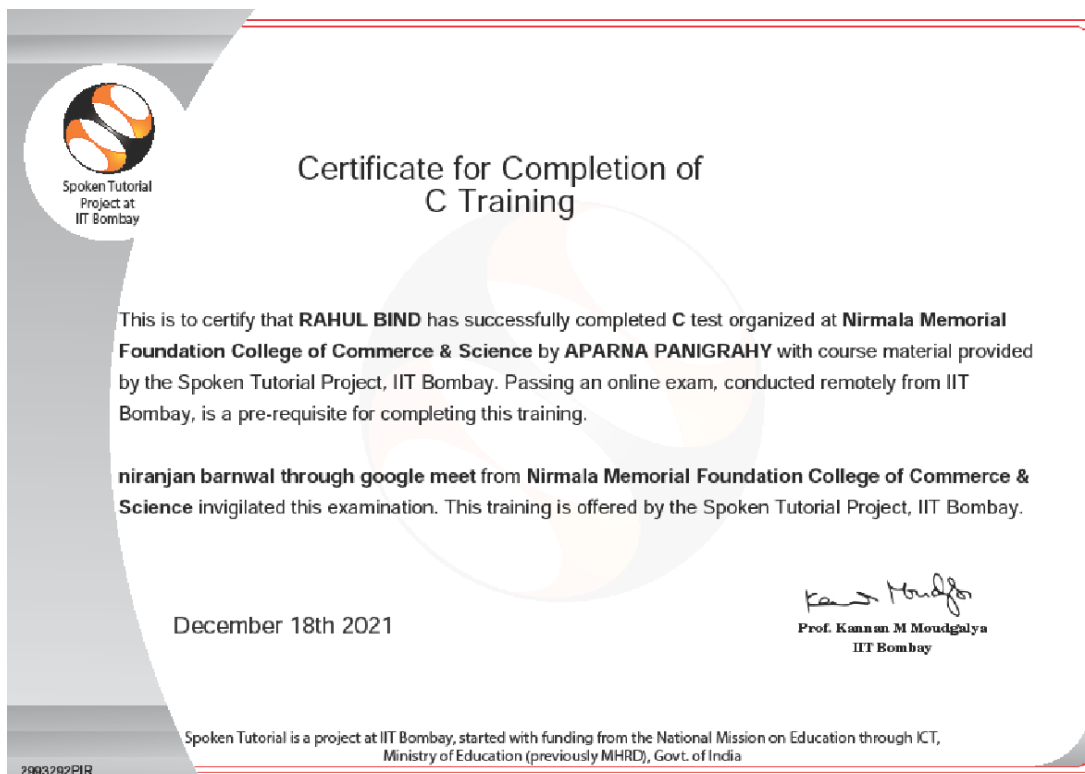 Spoken Tutorial
Project at
IIT Bombay
Certificate for Completion of
C Training
This is to certify that RAHUL BIND has successfully completed C test organized at Nirmala Memorial
Foundation College of Commerce & Science by APARNA PANIGRAHY with course material provided
by the Spoken Tutorial Project, IIT Bombay. Passing an online exam, conducted remotely from IIT
Bombay, is a pre-requisite for completing this training.
niranjan barnwal through google meet from Nirmala Memorial Foundation College of Commerce &
Science invigilated this examination. This training is offered by the Spoken Tutorial Project, IIT Bombay.
December 18th 2021
Prof. Kannan M Moudgalya
IIT Bombay
Spoken Tutorial is a project at IIT Bombay, started with funding from the National Mission on Education through ICT,
Ministry of Education (previously MHRD), Govt. of India
2993292PIR